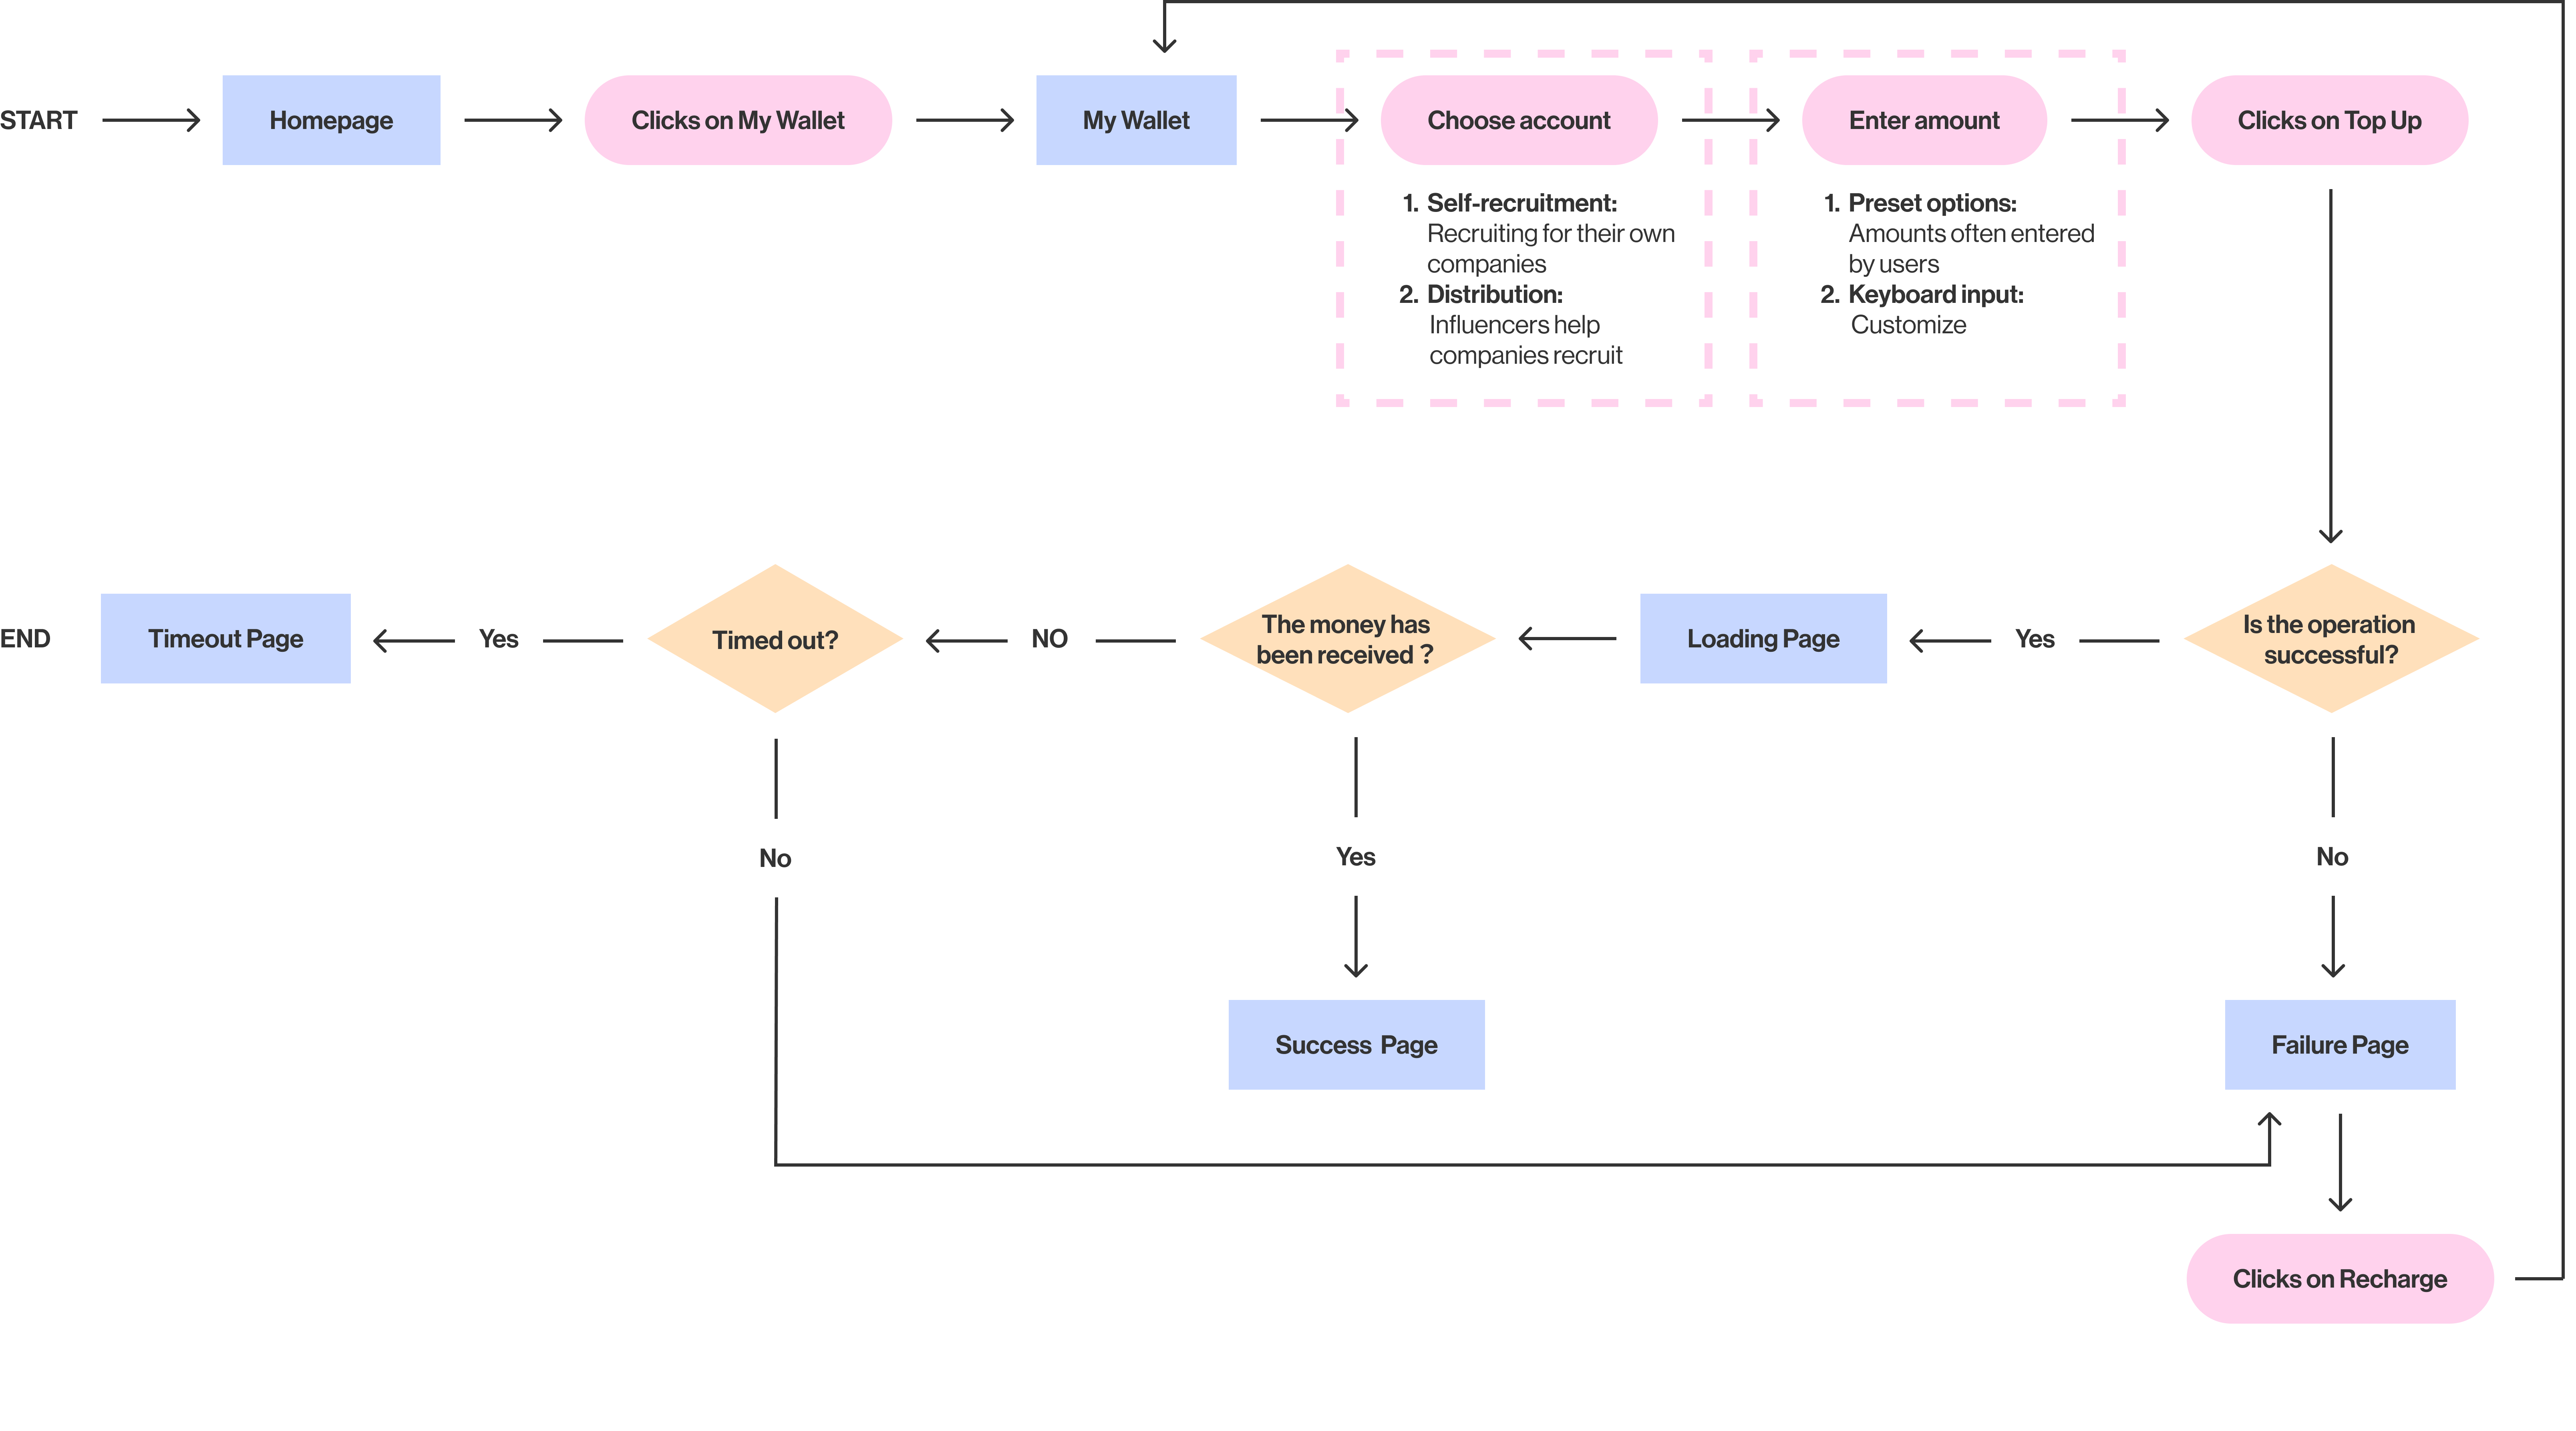 START
Homepage
Clicks on My Wallet
My Wallet
Choose account
Enter amount
Clicks on Top Up
1. Self-recruitment:
Recruiting for their own
companies
2. Distribution:
Influencers help
companies recruit
1. Preset options:
Amounts often entered
by users
2. Keyboard input:
Customize
END
Timeout Page
Yes
Timed out?
NO
The money has
been received ?
Loading Page
Yes
Is the operation
successful?
No
Yes
No
Success Page
Failure Page
Clicks on Recharge